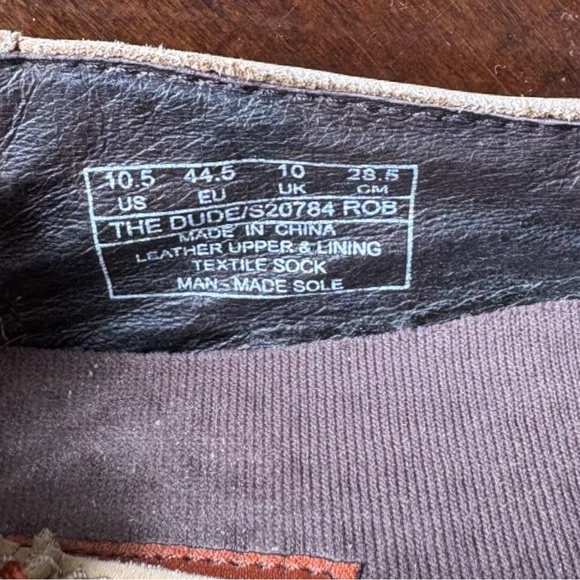 10.5 44.5 10 28.5
US EU UK CM
THE DUDE/S20784 ROB
MADE IN CHINA
LEATHER UPPER & LINING
TEXTILE SOCK
MAN-MADE SOLE